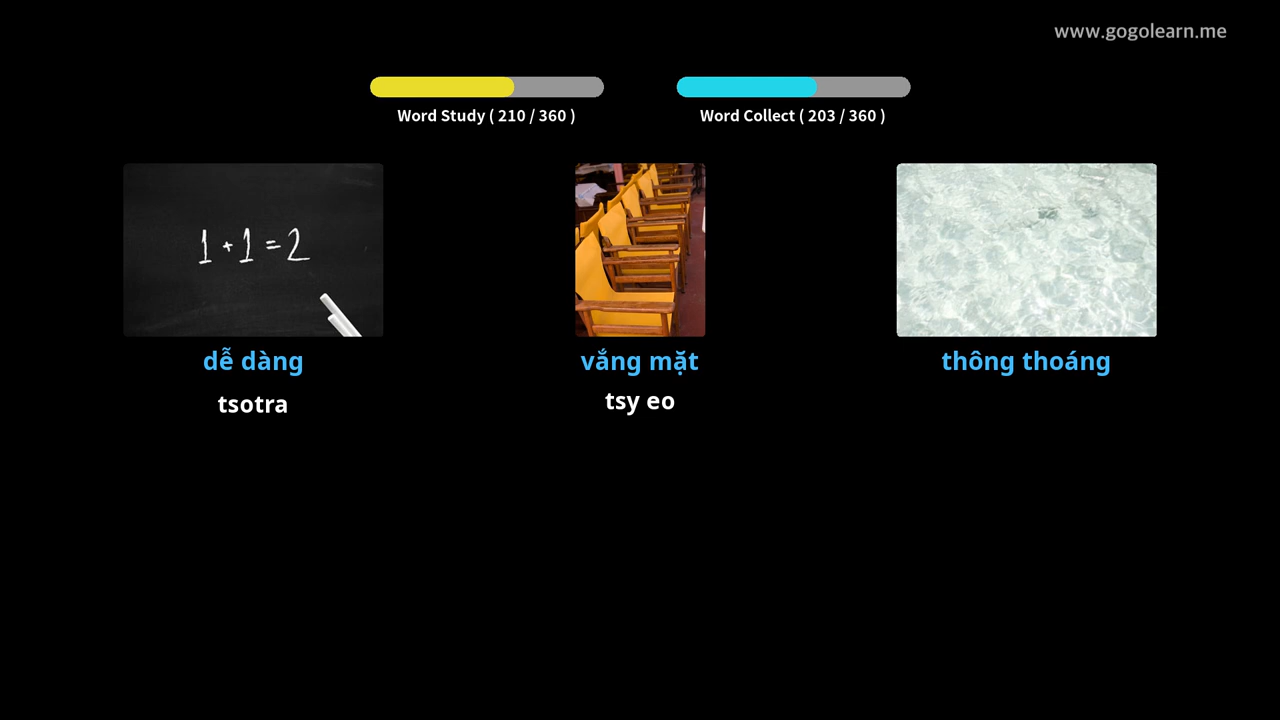 www.gogolearn.me
Word Study ( 210 / 360 )
Word Collect ( 203 / 360 )
1 + 1 = 2
dễ dàng
vắng mặt
thông thoáng
tsotra
tsy eo